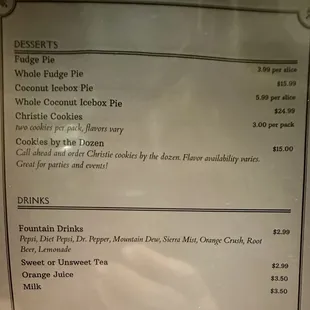 DESSERTS
Fudge Pie 3.99 per slice
Whole Fudge Pie $15.99
Coconut Icebox Pie 5.99 per slice
Whole Coconut Icebox Pie $24.99
Christie Cookies 3.00 per pack
two cookies per pack, flavors vary
Cookies by the Dozen $15.00
Call ahead and order Christie cookies by the dozen. Flavor availability varies.
Great for parties and events!
DRINKS
Fountain Drinks $2.99
Pepsi, Diet Pepsi, Dr. Pepper, Mountain Dew, Sierra Mist, Orange Crush, Root
Beer, Lemonade
Sweet or Unsweet Tea $2.99
Orange Juice $3.50
Milk $3.50